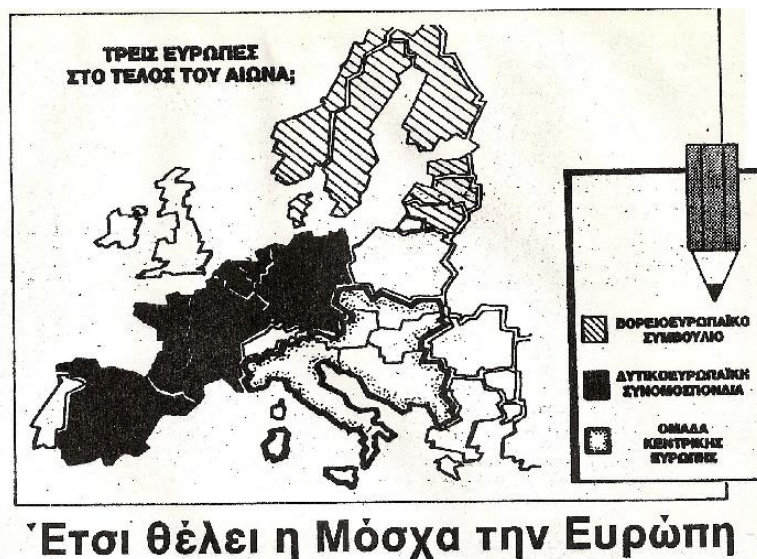 ΤΡΕΙΣ ΕΥΡΩΠΕΣ
ΣΤΟ ΤΕΛΟΣ ΤΟΥ ΑΙΩΝΑ;
ΒΟΡΕΙΟΕΥΡΩΠΑΪΚΟ
ΣΥΜΒΟΥΛΙΟ
ΔΥΤΙΚΟΕΥΡΩΠΑΪΚΗ
ΣΥΝΟΜΟΣΠΟΝΔΙΑ
ΟΜΑΔΑ
ΚΕΝΤΡΙΚΗΣ
ΕΥΡΩΠΗΣ
Έτσι θέλει η Μόσχα την Ευρώπη